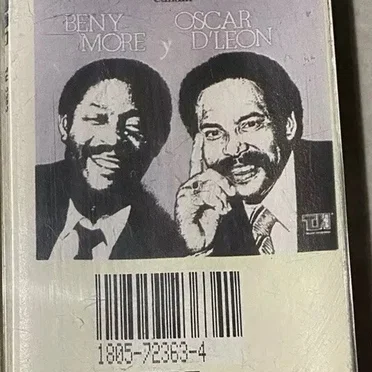 BENY
MORE
y
OSCAR
D'LEON
1805-72363-4